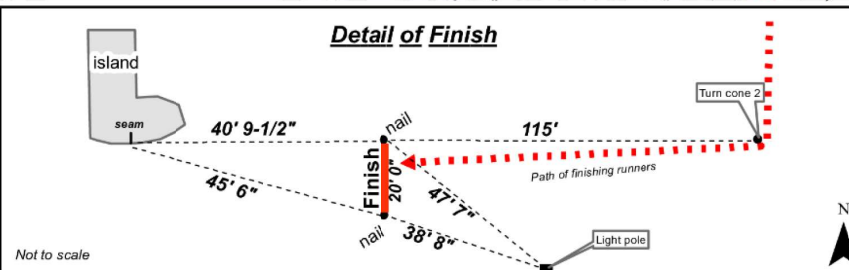 Detail of Finish
island
Turn cone 2
seam
40' 9-1/2"
nail
115'
Finish
20' 0"
Path of finishing runners
45' 6"
47' 7"
nail
38' 8"
Light pole
N
Not to scale